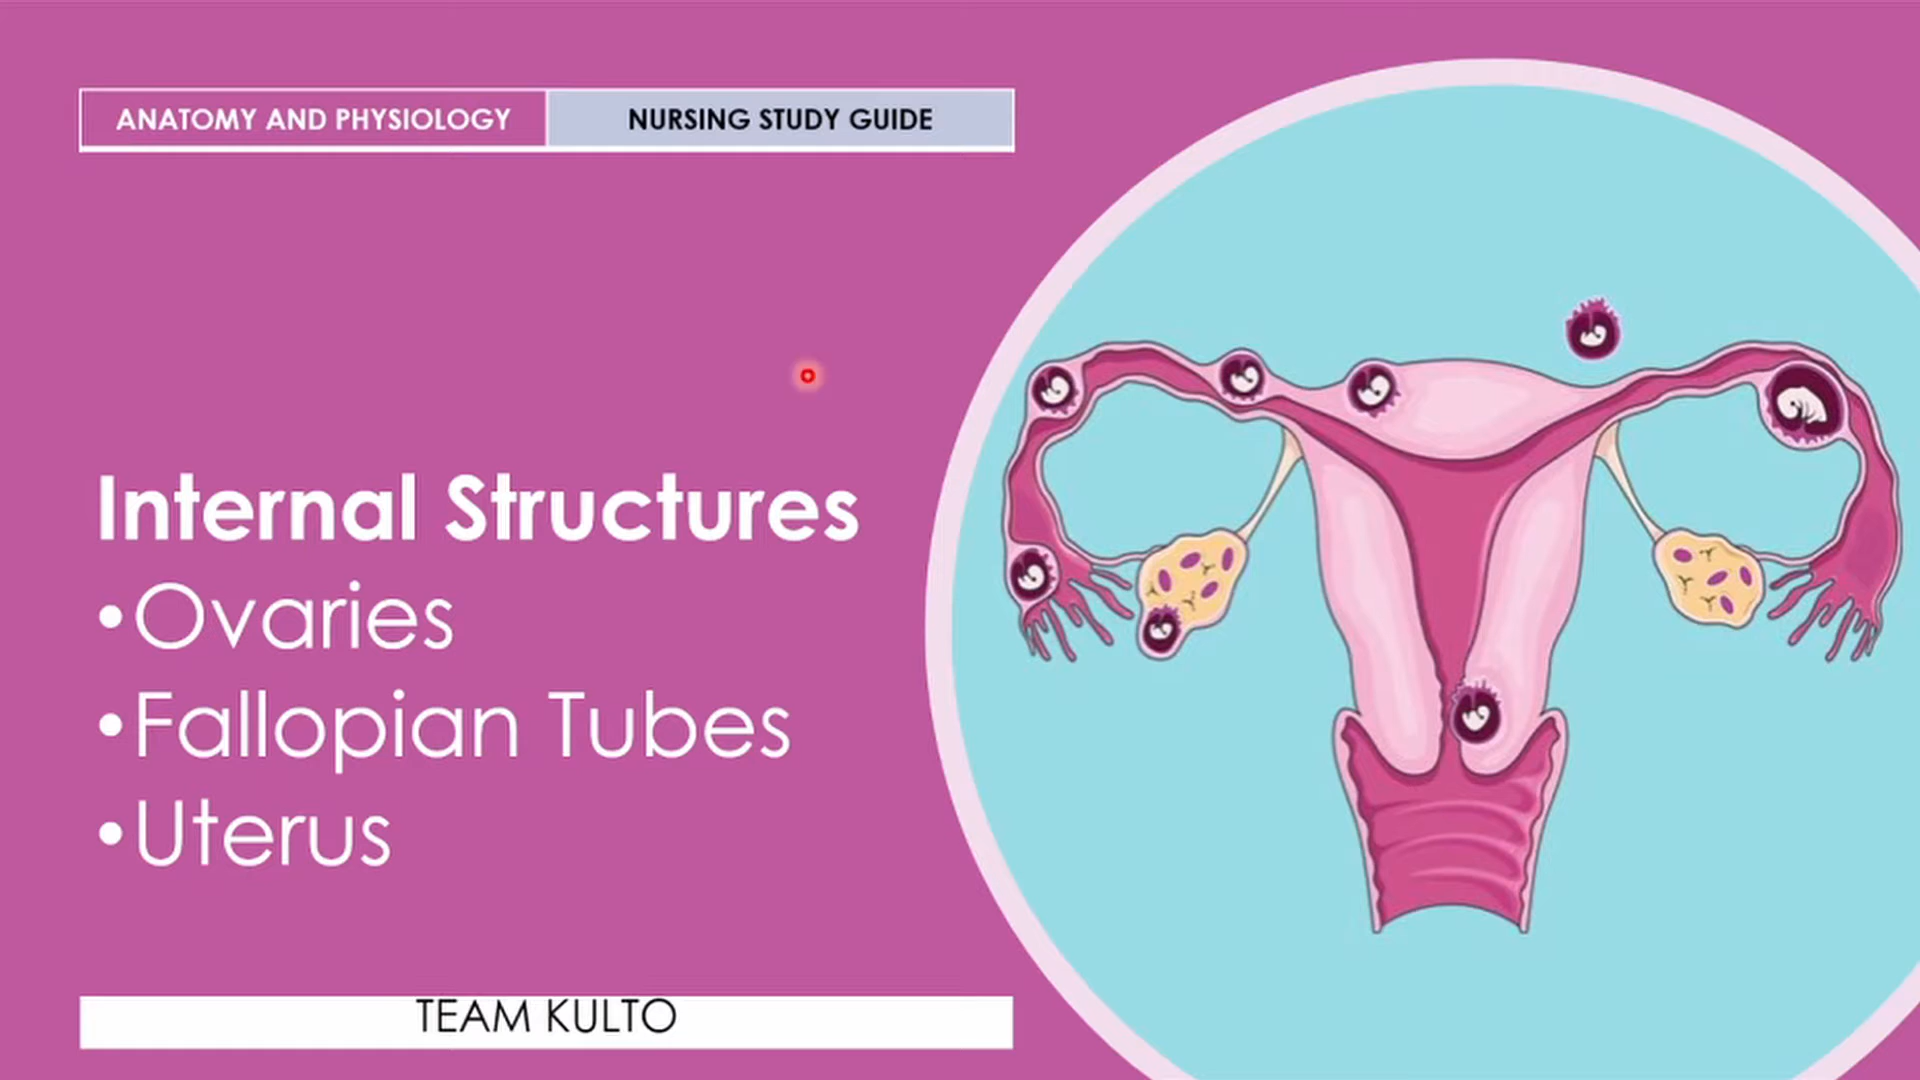 ANATOMY AND PHYSIOLOGY
NURSING STUDY GUIDE
Internal Structures
•Ovaries
•Fallopian Tubes
•Uterus
TEAM KULTO